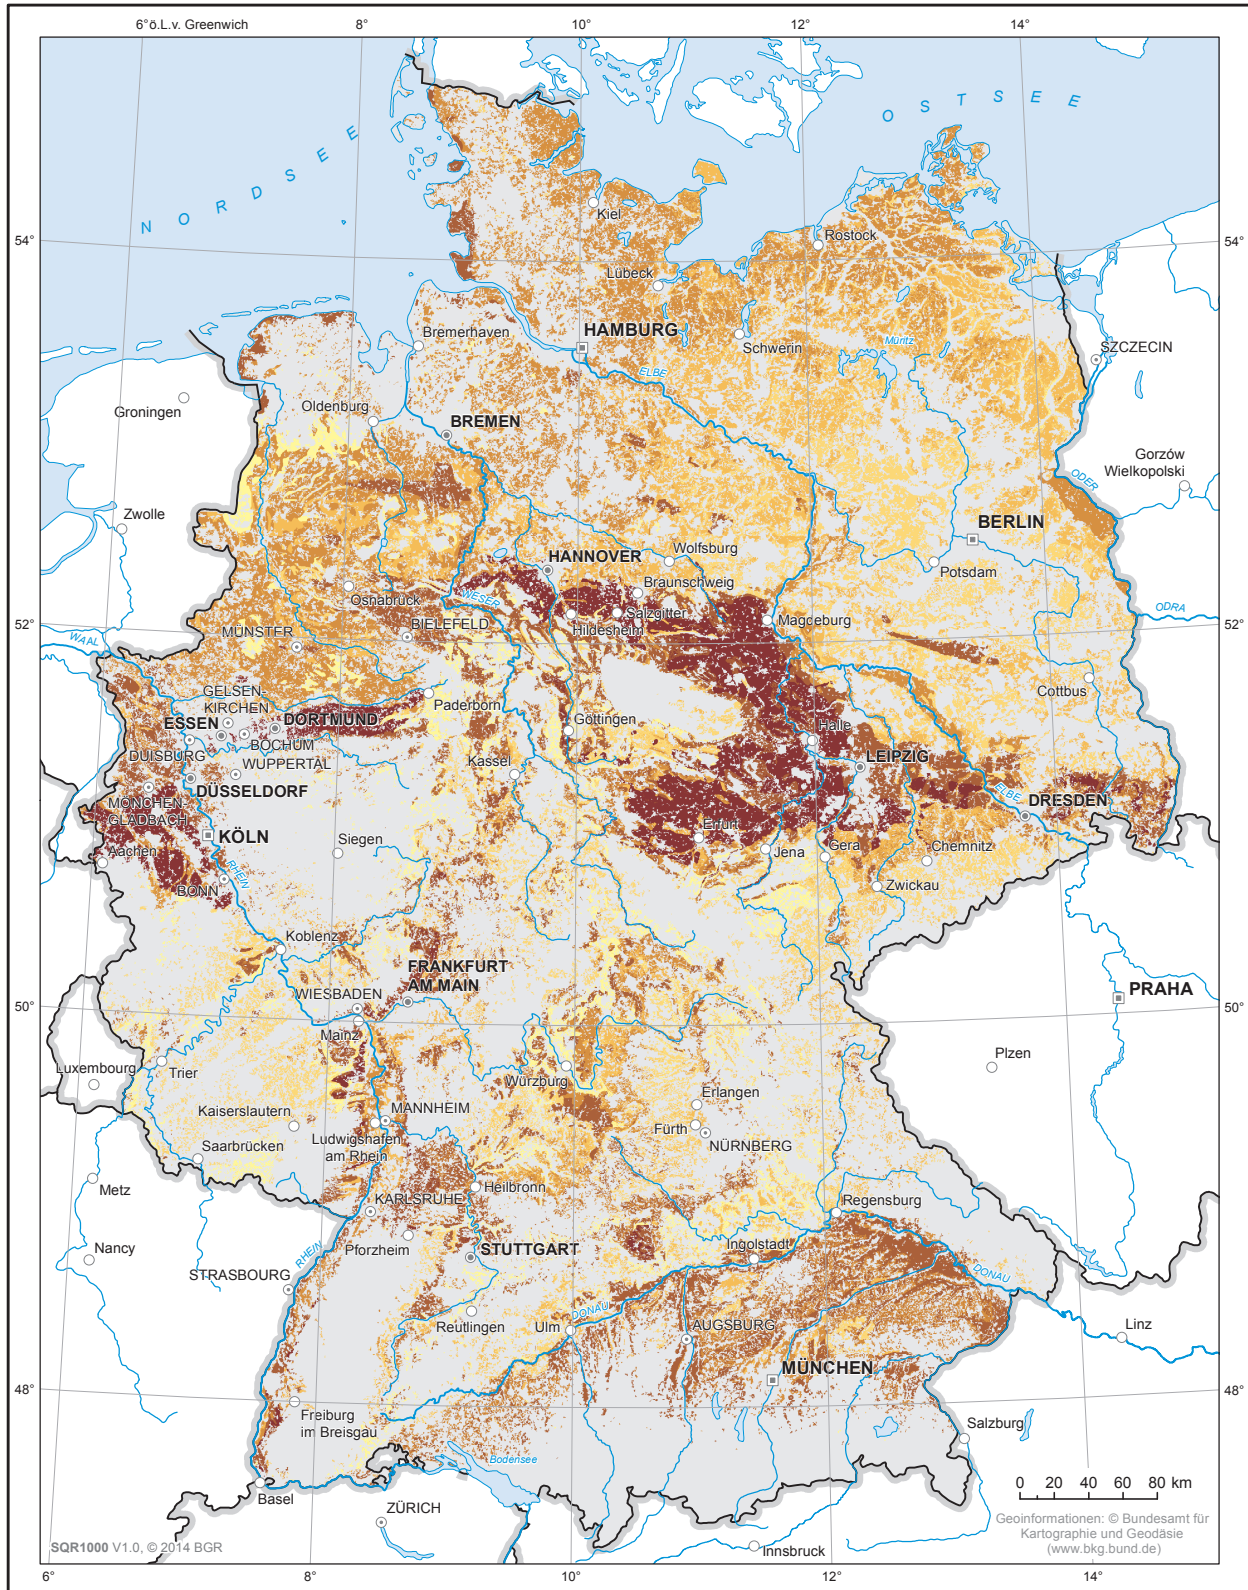 6° ö.L.v. Greenwich
8°
10°
12°
14°
NORDSEE
OSTSEE
Kiel
Rostock
54°
54°
Lübeck
Bremerhaven
HAMBURG
Schwerin
Müritz
SZCZECIN
ELBE
Groningen
Oldenburg
BREMEN
Gorzów
Wielkopolski
ODER
Zwolle
BERLIN
HANNOVER
Wolfsburg
Potsdam
Braunschweig
Osnabrück
WESER
Salzgitter
Magdeburg
ODRA
52°
52°
WAAL
MÜNSTER
BIELEFELD
Hildesheim
Cottbus
GELSEN-
KIRCHEN
Paderborn
ESSEN
DORTMUND
Göttingen
Halle
DUISBURG
BOCHUM
WUPPERTAL
Kassel
LEIPZIG
DÜSSELDORF
MÖNCHEN-
GLADBACH
ELBE
DRESDEN
KÖLN
Siegen
Erfurt
Jena
Gera
Chemnitz
Aachen
RHEIN
BONN
Zwickau
Koblenz
FRANKFURT
AM MAIN
WIESBADEN
PRAHA
50°
50°
Mainz
Luxembourg
Trier
Würzburg
Plzen
Erlangen
Kaiserslautern
MANNHEIM
Fürth
NÜRNBERG
Ludwigshafen
am Rhein
Saarbrücken
Metz
Heilbronn
KARLSRUHE
Regensburg
Nancy
Pforzheim
STUTTGART
Ingolstadt
RHEIN
STRASBOURG
DONAU
DONAU
Reutlingen
Ulm
AUGSBURG
Linz
MÜNCHEN
48°
48°
Freiburg
im Breisgau
Salzburg
Bodensee
Basel
ZÜRICH
0 20 40 60 80 km
Geoinformationen: © Bundesamt für
Kartographie und Geodäsie
(www.bkg.bund.de)
SQR1000 V1.0, © 2014 BGR
Innsbruck
6°
8°
10°
12°
14°